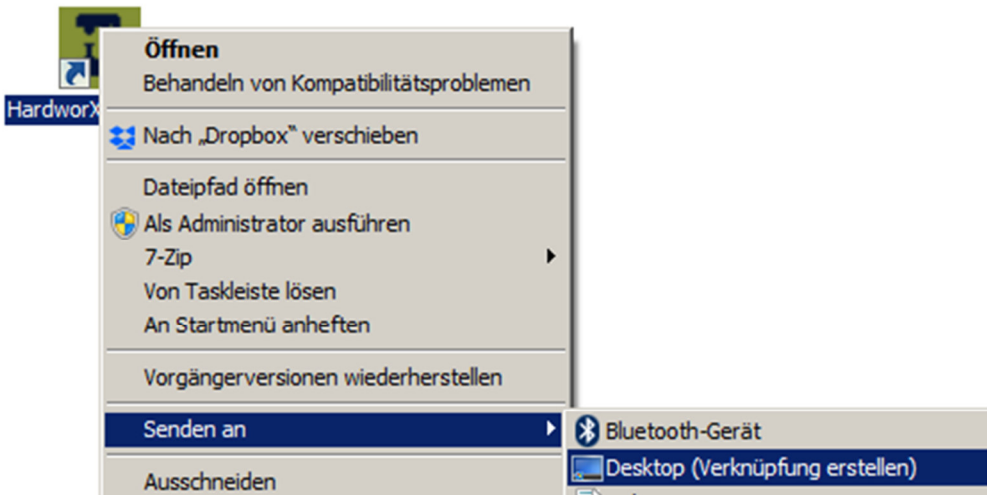 Öffnen
Behandeln von Kompatibilitätsproblemen
HardworX
Nach „Dropbox“ verschieben
Dateipfad öffnen
Als Administrator ausführen
7-Zip
Von Taskleiste lösen
An Startmenü anheften
Vorgängerversionen wiederherstellen
Senden an
Bluetooth-Gerät
Desktop (Verknüpfung erstellen)
Ausschneiden